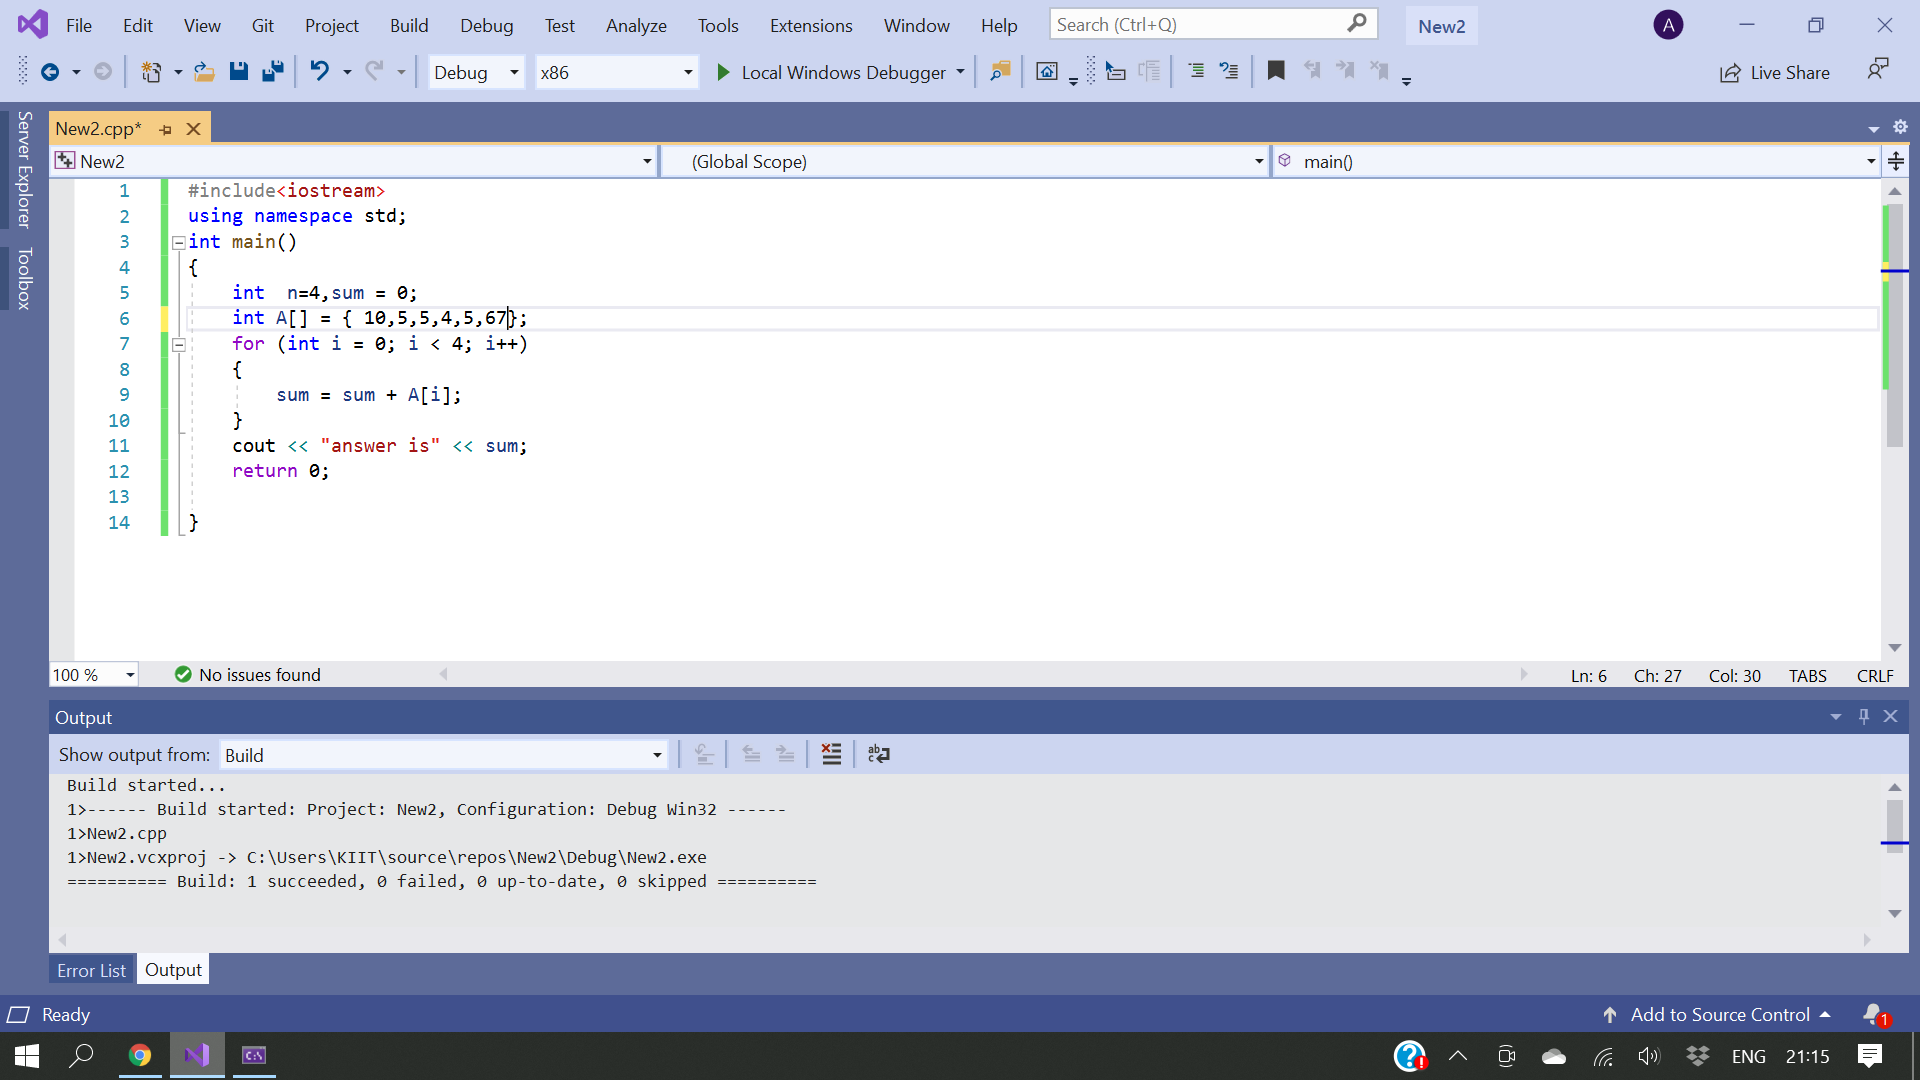 File Edit View Git Project Build Debug Test Analyze Tools Extensions Window Help Search (Ctrl+Q) New2 A
Debug x86 Local Windows Debugger Live Share
Server Explorer
Toolbox
New2.cpp*
New2 (Global Scope) main()
1 #include<iostream>
2 using namespace std;
3 int main()
4 {
5 int  n=4,sum = 0;
6 int A[] = { 10,5,5,4,5,67};
7 for (int i = 0; i < 4; i++)
8 {
9 sum = sum + A[i];
10 }
11 cout << "answer is" << sum;
12 return 0;
13
14 }
100 % No issues found Ln: 6 Ch: 27 Col: 30 TABS CRLF
Output
Show output from: Build
Build started...
1>------ Build started: Project: New2, Configuration: Debug Win32 ------
1>New2.cpp
1>New2.vcxproj -> C:\Users\KIIT\source\repos\New2\Debug\New2.exe
========== Build: 1 succeeded, 0 failed, 0 up-to-date, 0 skipped ==========
Error List Output
Ready Add to Source Control 1
ENG 21:15